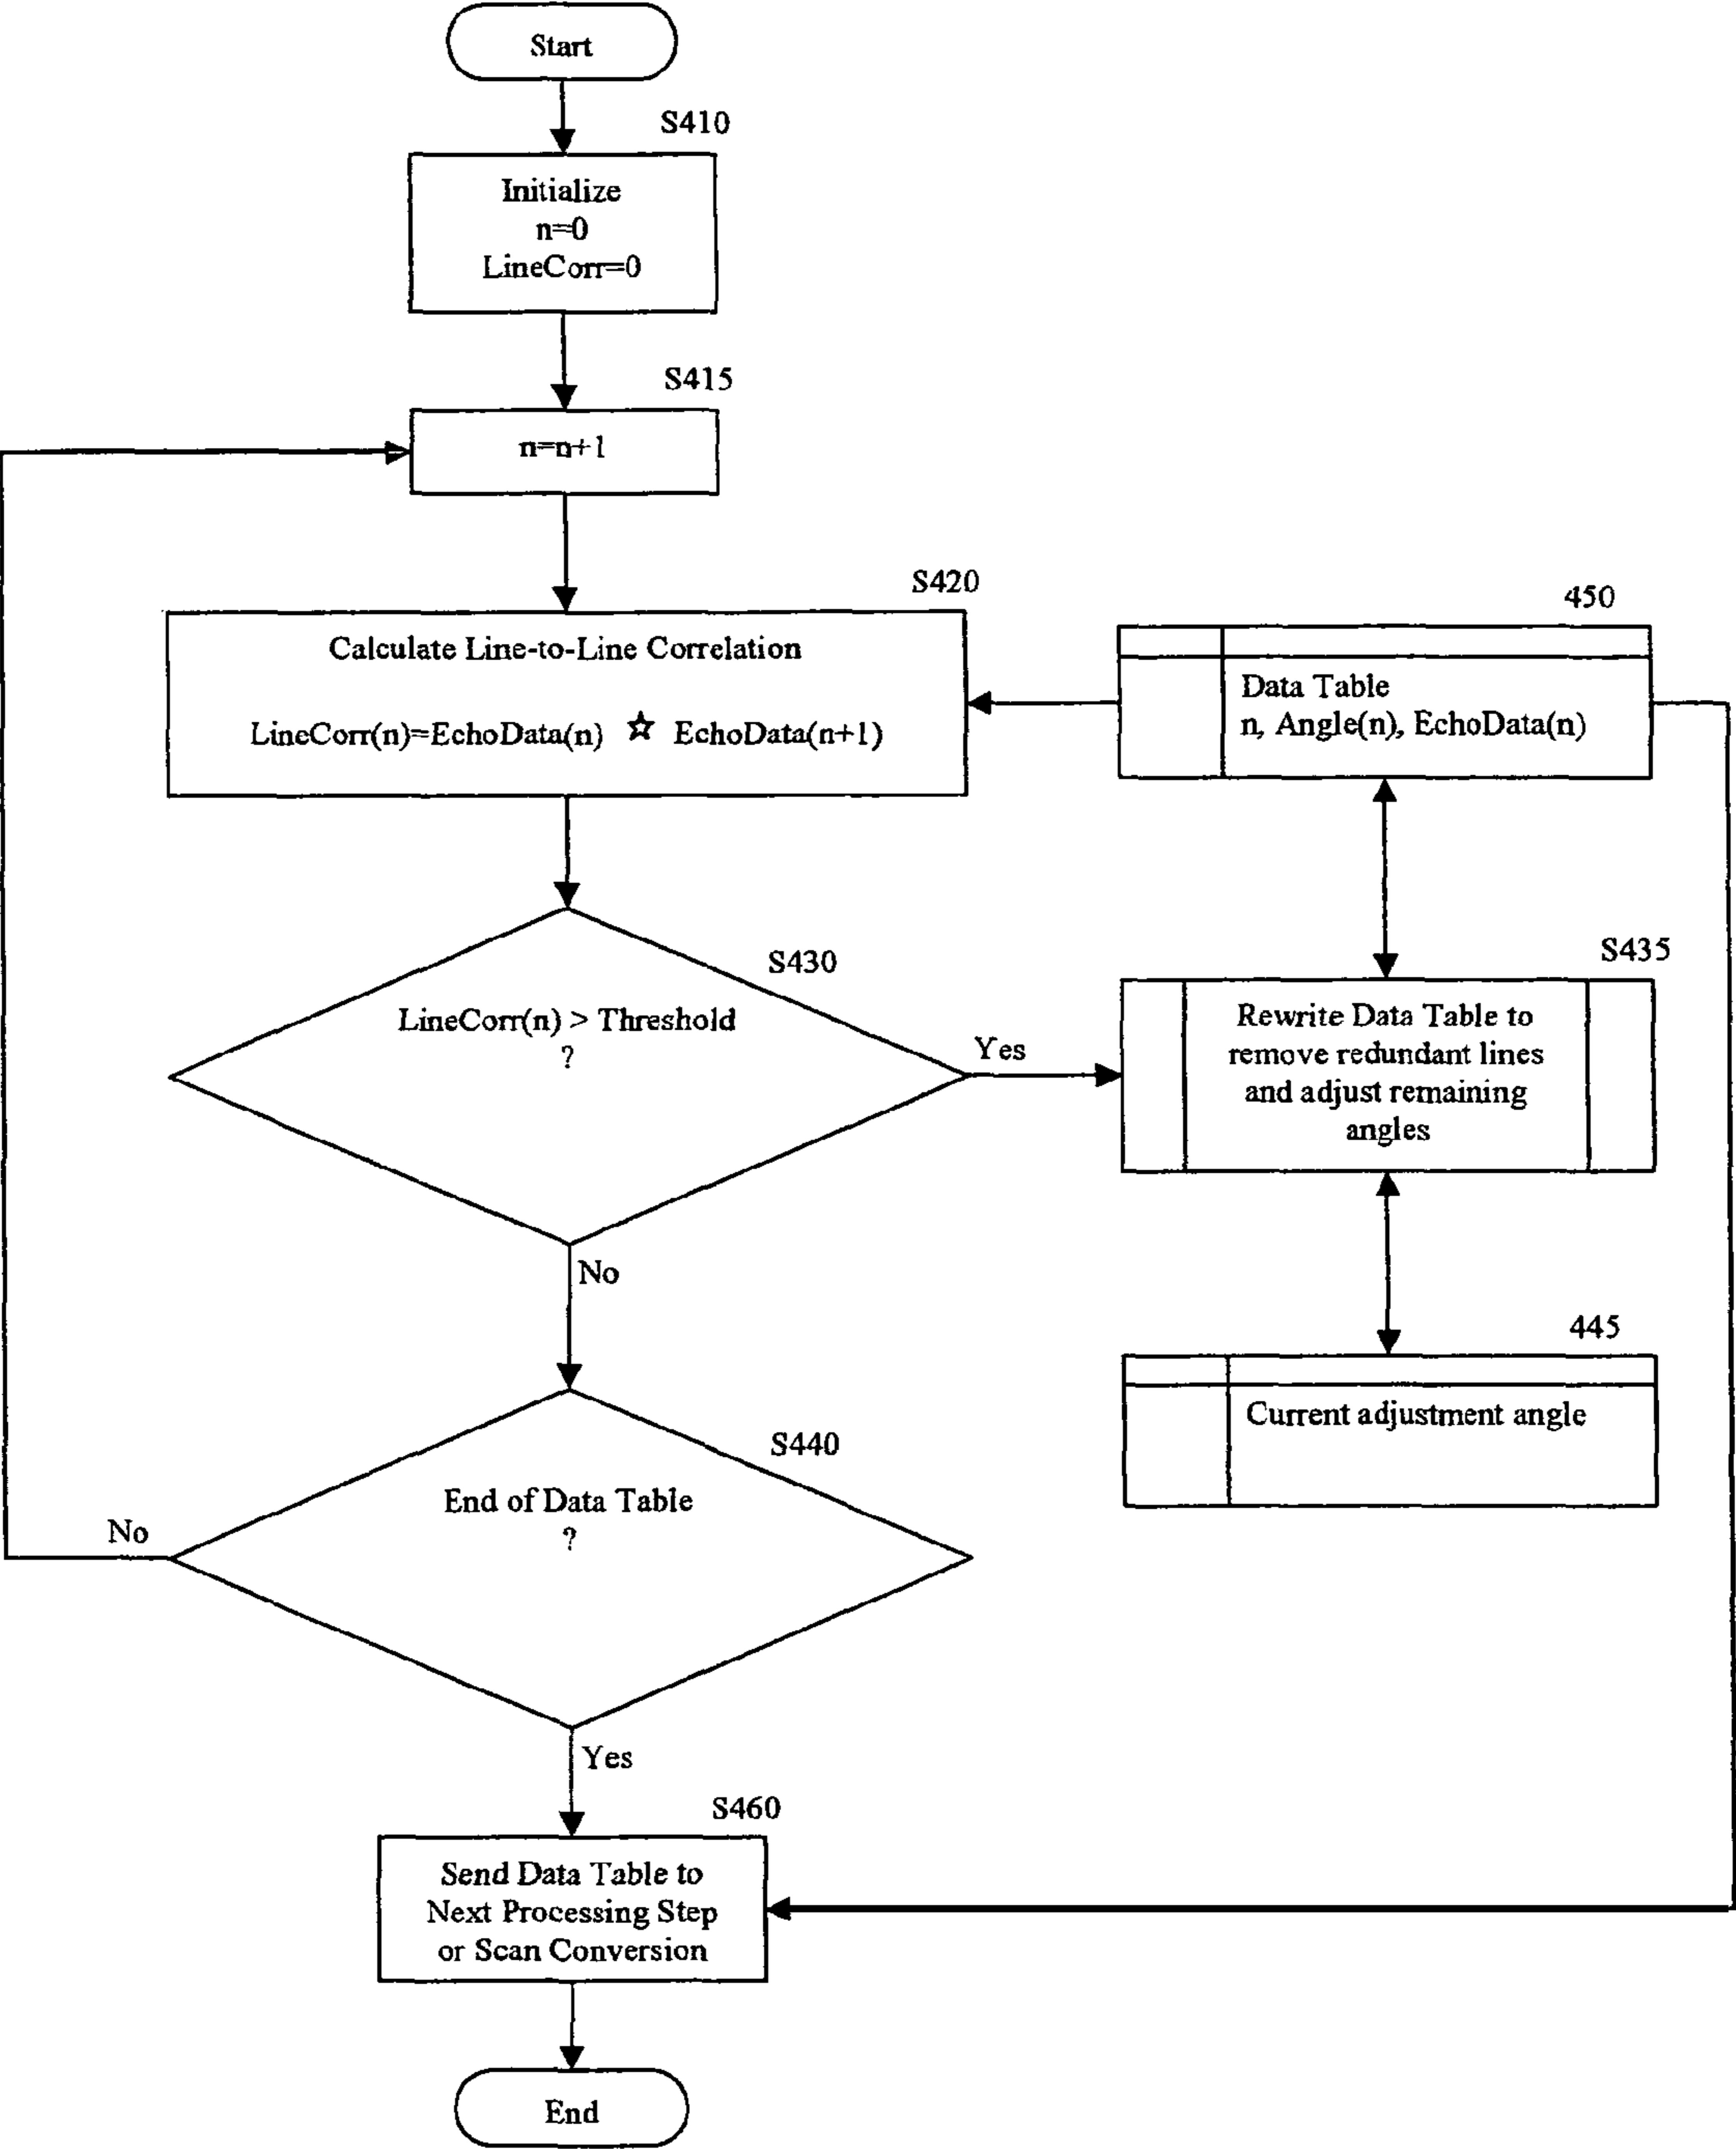 Start
S410
Initialize
n=0
LineCorr=0
S415
n=n+1
S420
Calculate Line-to-Line Correlation
LineCorr(n)=EchoData(n) ☆ EchoData(n+1)
450
Data Table
n, Angle(n), EchoData(n)
S430
LineCorr(n) > Threshold
?
Yes
No
S435
Rewrite Data Table to
remove redundant lines
and adjust remaining
angles
445
Current adjustment angle
S440
End of Data Table
?
No
Yes
S460
Send Data Table to
Next Processing Step
or Scan Conversion
End